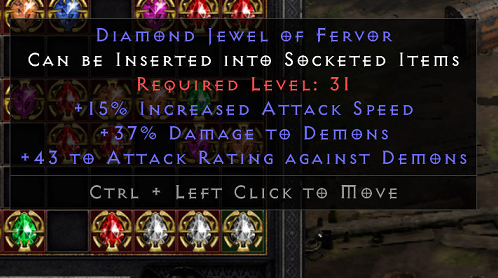 Diamond Jewel of Fervor
Can be Inserted into Socketed Items
Required Level: 31
+15% Increased Attack Speed
+37% Damage to Demons
+43 to Attack Rating against Demons
Ctrl + Left Click to Move